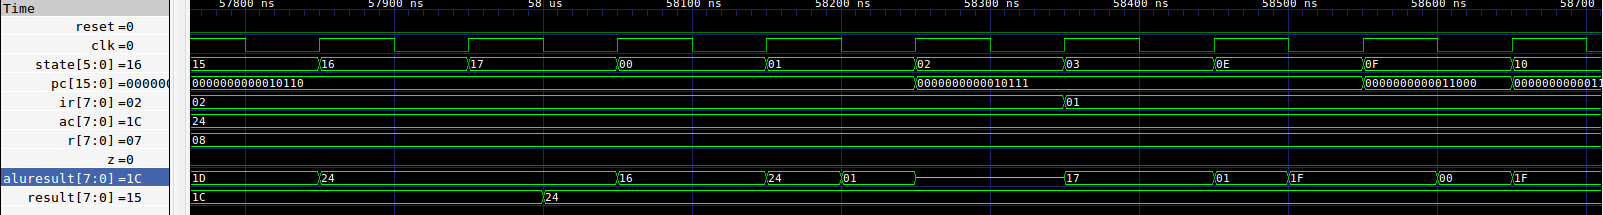 Time 57800 ns 57900 ns 58 us 58100 ns 58200 ns 58300 ns 58400 ns 58500 ns 58600 ns 58700
reset=0
clk=0
state[5:0]=16 15 16 17 00 01 02 03 0E 0F 10
pc[15:0]=000000 0000000000010110 0000000000010111 0000000000011000 00000000000011
ir[7:0]=02 02 01
ac[7:0]=1C 24
r[7:0]=07 08
z=0
aluresult[7:0]=1C 1D 24 16 24 01 17 01 1F 00 1F
result[7:0]=15 1C 24